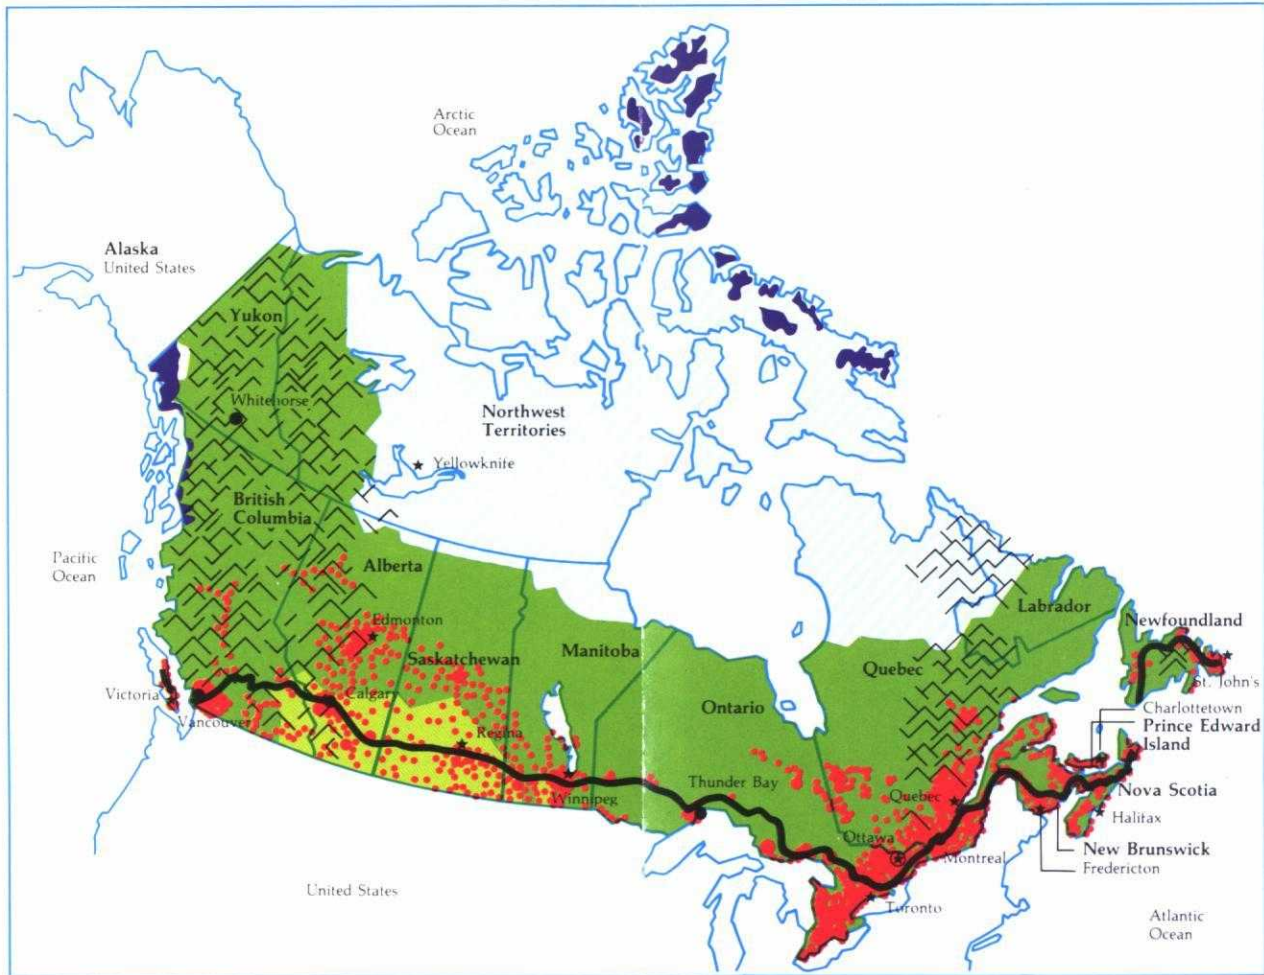 Arctic
Ocean
Alaska
United States
Yukon
Whitehorse
Northwest
Territories
Yellowknife
British
Columbia
Pacific
Ocean
Alberta
Labrador
Edmonton
Newfoundland
Saskatchewan
Manitoba
Quebec
St. John's
Victoria
Calgary
Ontario
Charlottetown
Vancouver
Prince Edward
Island
Regina
Thunder Bay
Nova Scotia
Winnipeg
Quebec
Halifax
Ottawa
New Brunswick
Montreal
Fredericton
United States
Toronto
Atlantic
Ocean